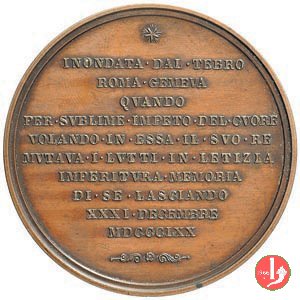 INONDATA·DAL·TEBRO
ROMA·GEMEVA
QVANDO
PER·SVBLIME·IMPETO·DEL·CVORE
VOLANDO·IN·ESSA·IL·SVO·RE
MVTAVA·I·LVTTI·IN·LETIZIA
IMPERITVRA·MEMORIA
DI·SE·LASCIANDO
XXXI·DECEMBRE
MDCCCLXX